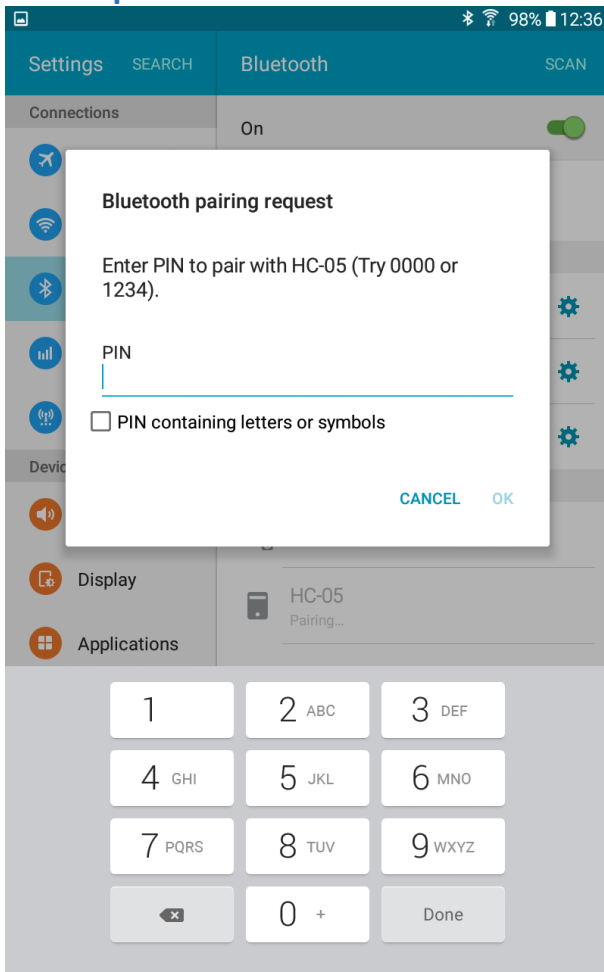 98% 12:36
Settings SEARCH Bluetooth SCAN
Connections
On
Bluetooth pairing request
Enter PIN to pair with HC-05 (Try 0000 or
1234).
PIN
PIN containing letters or symbols
Devic
CANCEL OK
Display
HC-05
Pairing...
Applications
1 2 ABC 3 DEF
4 GHI 5 JKL 6 MNO
7 PQRS 8 TUV 9 WXYZ
0 + Done